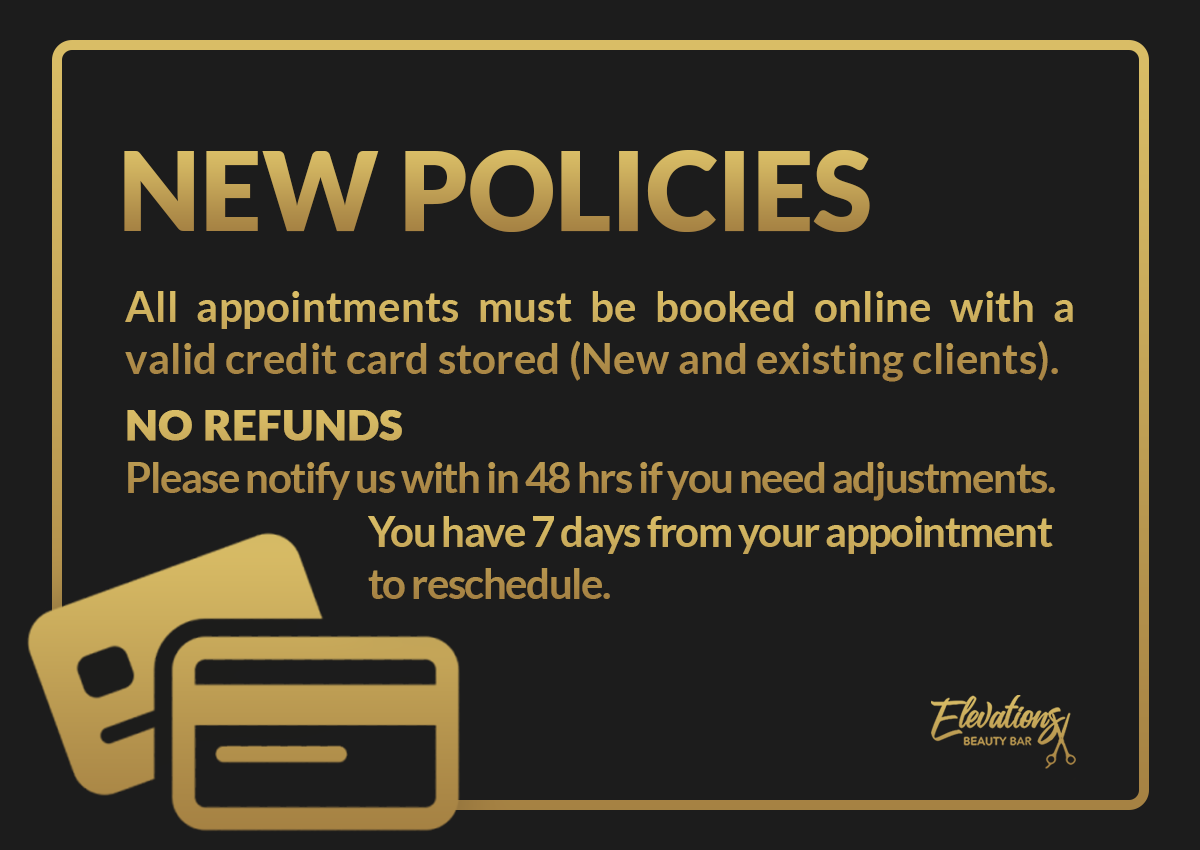 NEW POLICIES
All appointments must be booked online with a
valid credit card stored (New and existing clients).
NO REFUNDS
Please notify us with in 48 hrs if you need adjustments.
You have 7 days from your appointment
to reschedule.
Elevations
BEAUTY BAR